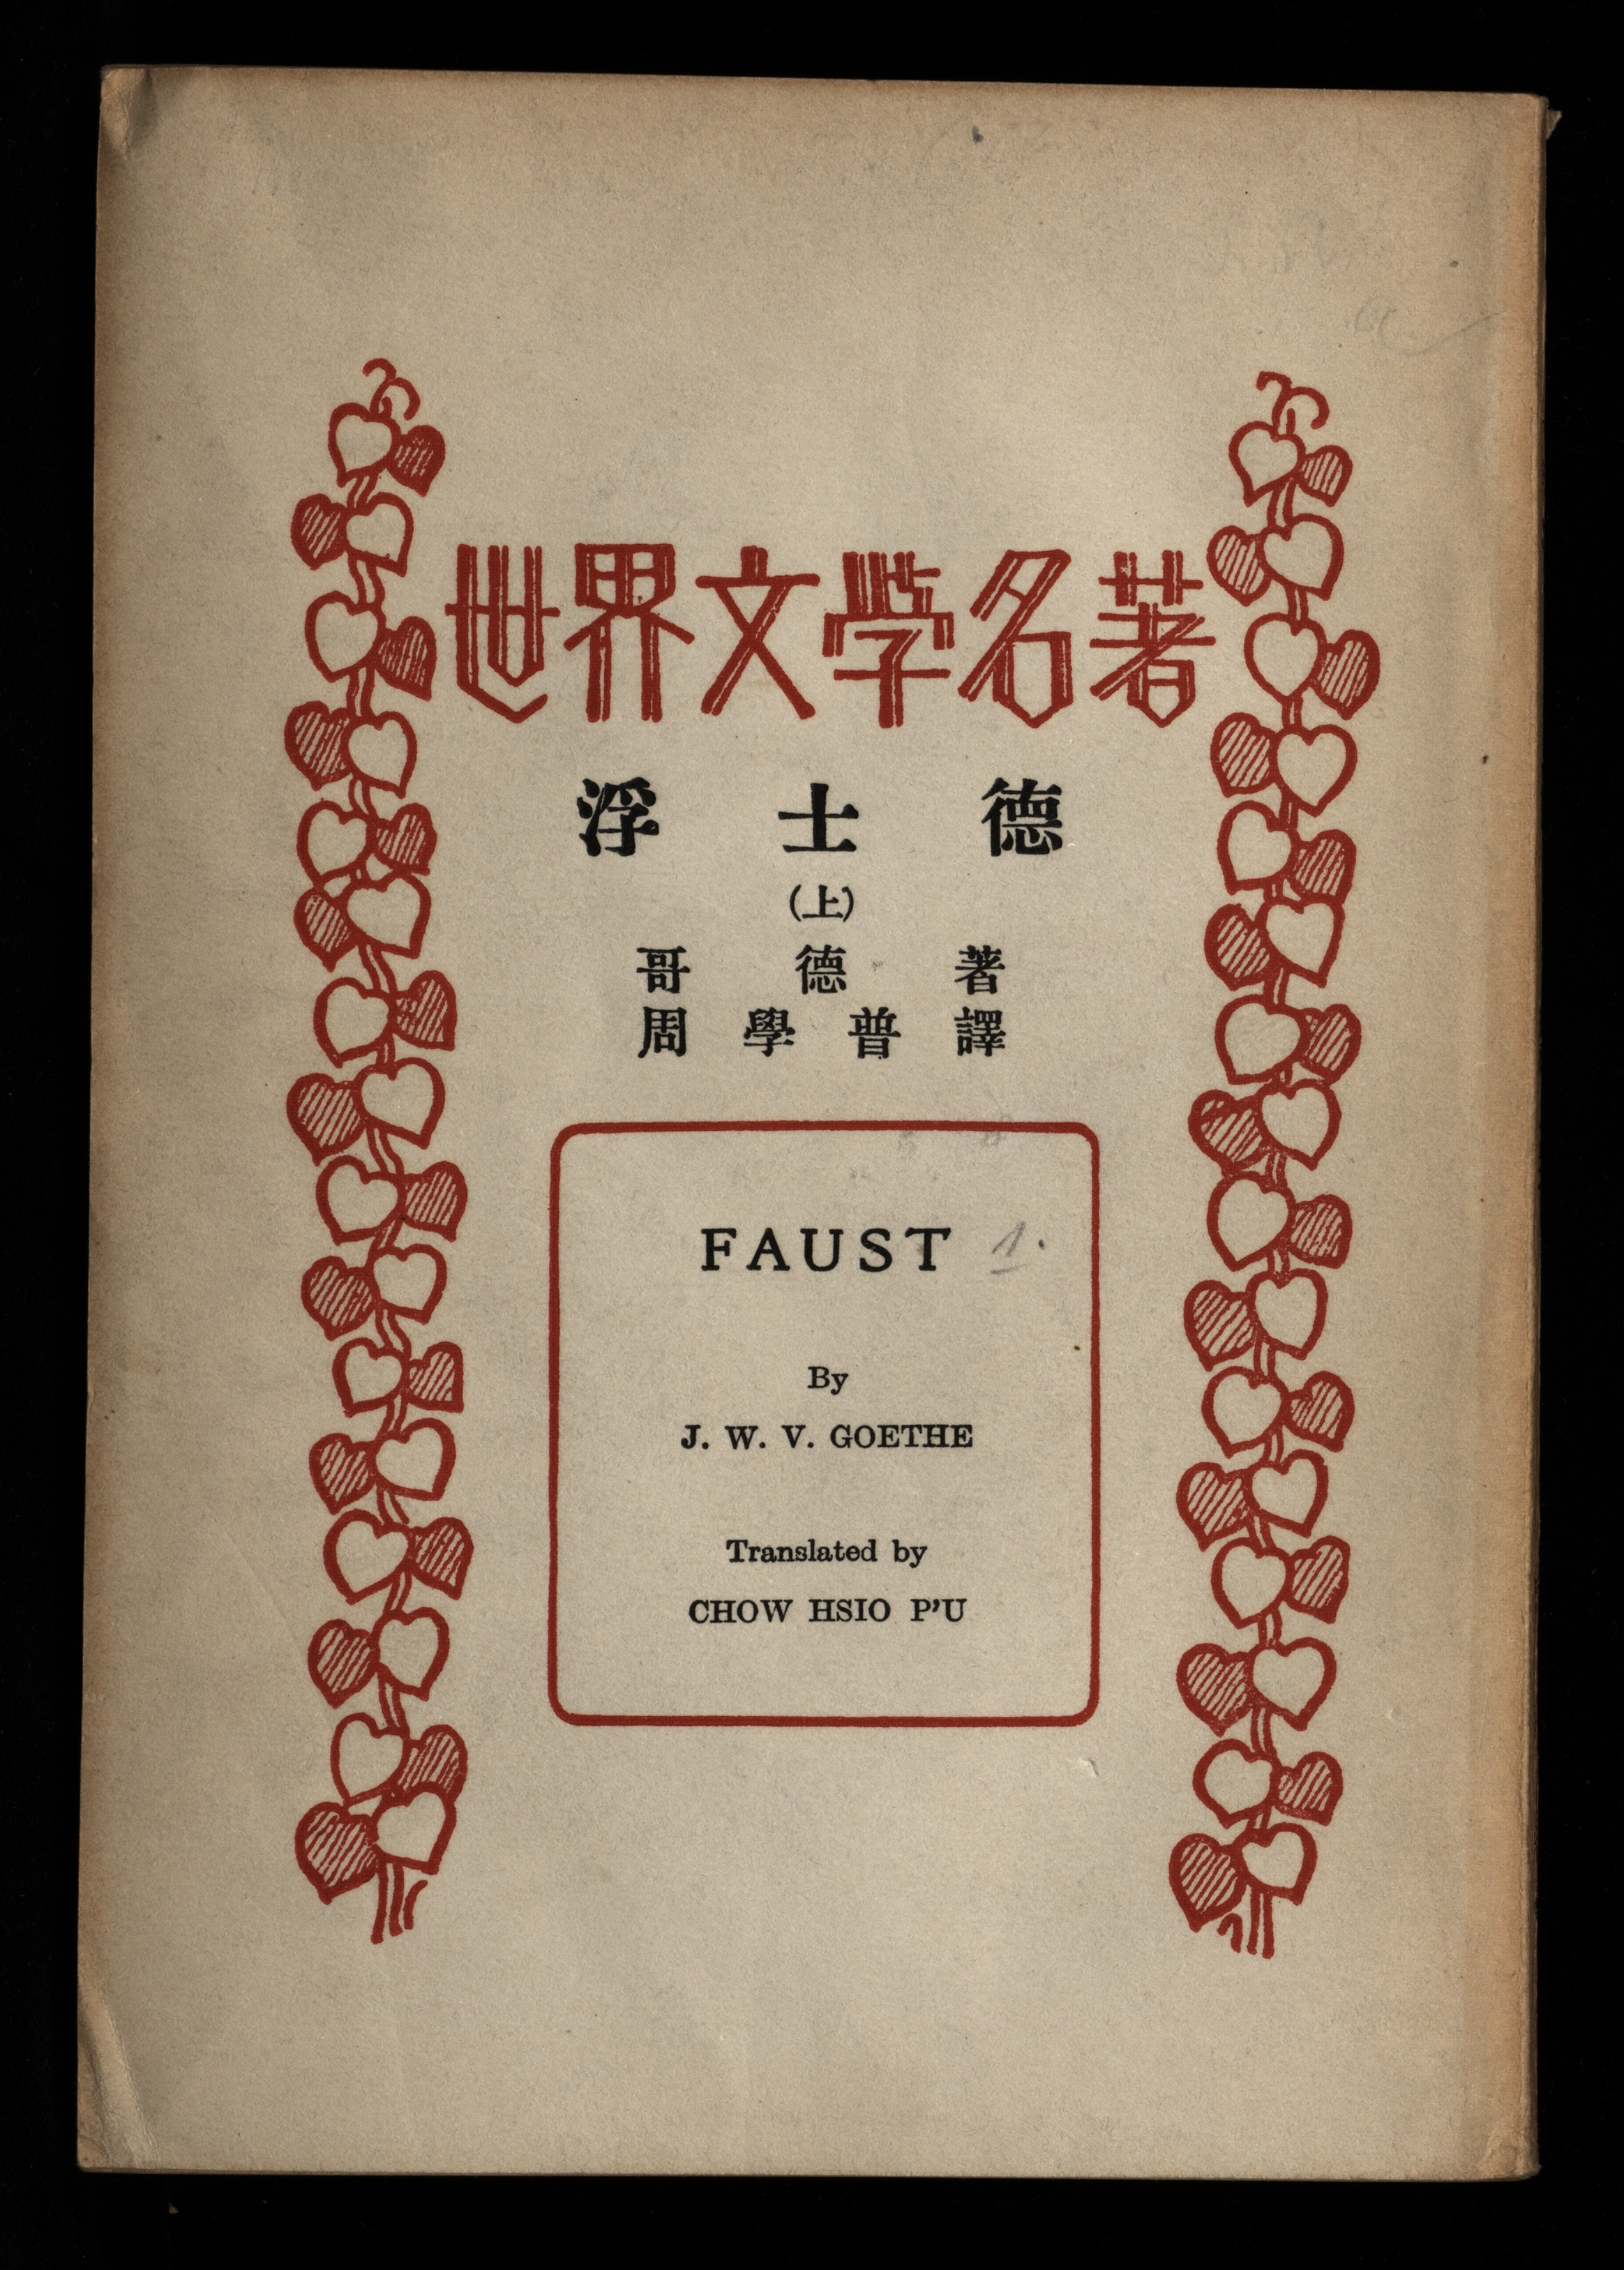 世界文學名著
浮士德
(上)
哥德著
周學普譯
FAUST 1.
By
J. W. V. GOETHE
Translated by
CHOW HSIO P'U